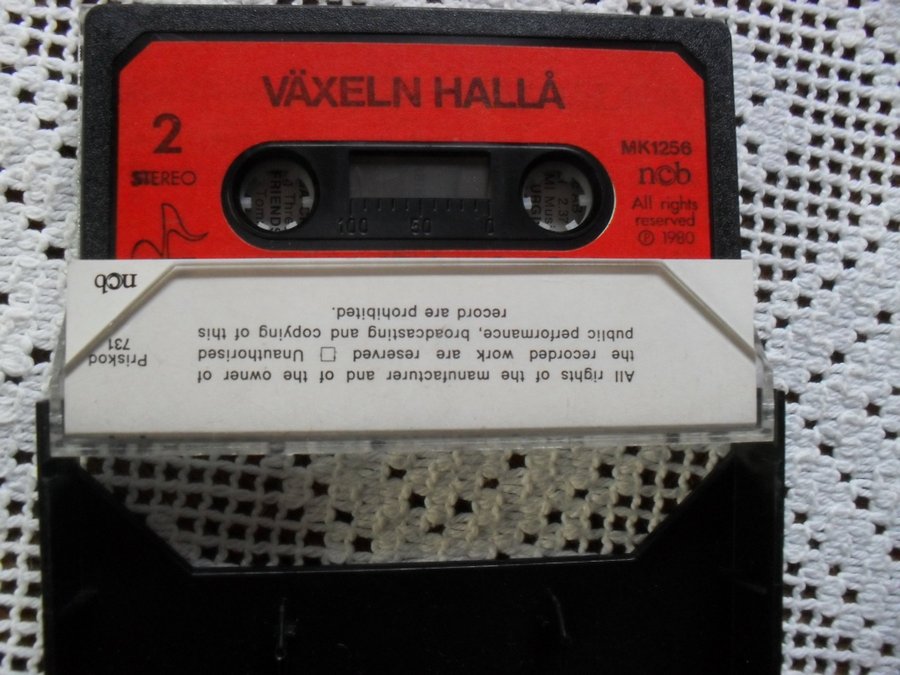 VÄXELN HALLÅ
2
STEREO
MK1256
ncb
All rights
reserved
Ⓟ 1980
100 50 0
FRIENDS
ncb
Priskod
731
All rights of the manufacturer and of the owner of
the recorded work are reserved □ Unauthorised
public performance, broadcasting and copying of this
record are prohibited.